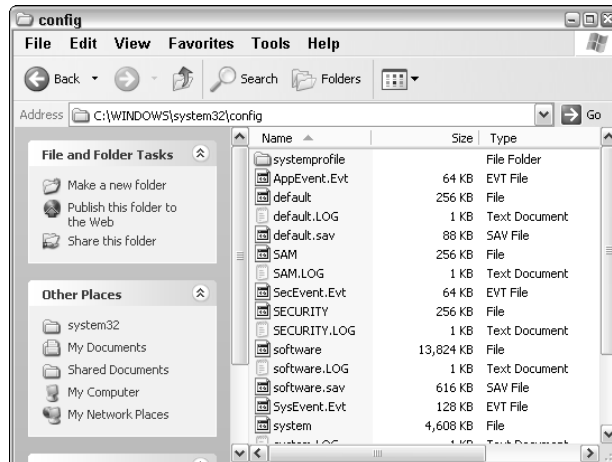 config
File Edit View Favorites Tools Help
Back Search Folders
Address C:\WINDOWS\system32\config Go
File and Folder Tasks
Make a new folder
Publish this folder to
the Web
Share this folder
Other Places
system32
My Documents
Shared Documents
My Computer
My Network Places
Name Size Type
systemprofile File Folder
AppEvent.Evt 64 KB EVT File
default 256 KB File
default.LOG 1 KB Text Document
default.sav 88 KB SAV File
SAM 256 KB File
SAM.LOG 1 KB Text Document
SecEvent.Evt 64 KB EVT File
SECURITY 256 KB File
SECURITY.LOG 1 KB Text Document
software 13,824 KB File
software.LOG 1 KB Text Document
software.sav 616 KB SAV File
SysEvent.Evt 128 KB EVT File
system 4,608 KB File
system.LOG 1 KB Text Document